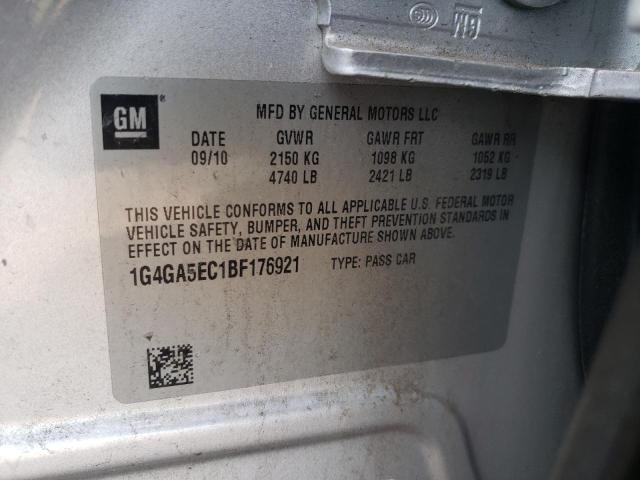 GM
GM
®
MFD BY GENERAL MOTORS LLC
DATE GVWR GAWR FRT GAWR RR
09/10 2150 KG 1098 KG 1052 KG
4740 LB 2421 LB 2319 LB
THIS VEHICLE CONFORMS TO ALL APPLICABLE U.S. FEDERAL MOTOR
VEHICLE SAFETY, BUMPER, AND THEFT PREVENTION STANDARDS IN
EFFECT ON THE DATE OF MANUFACTURE SHOWN ABOVE.
1G4GA5EC1BF176921 TYPE: PASS CAR